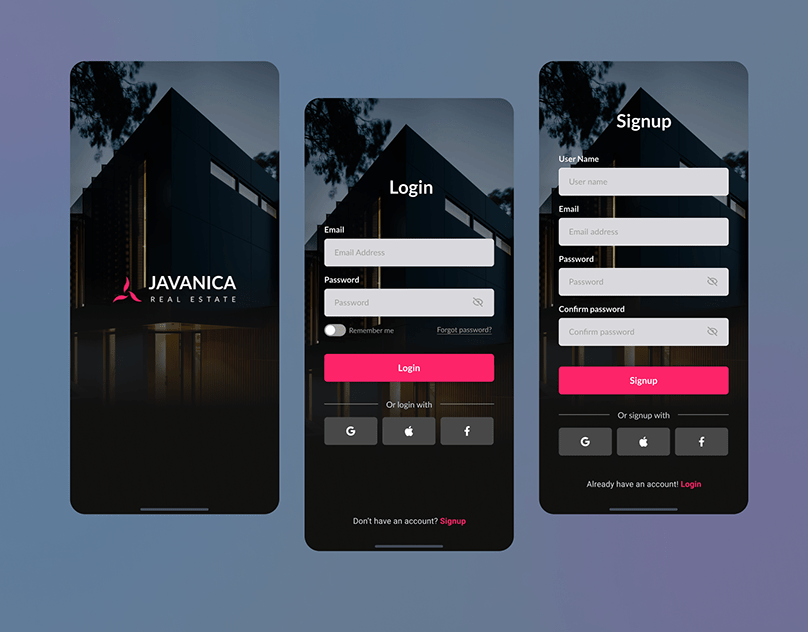 JAVANICA
REAL ESTATE
Login
Email
Email Address
Password
Password
Remember me
Forgot password?
Login
Or login with
G
f
Don't have an account? Signup
Signup
User Name
User name
Email
Email address
Password
Password
Confirm password
Confirm password
Signup
Or signup with
G
f
Already have an account! Login